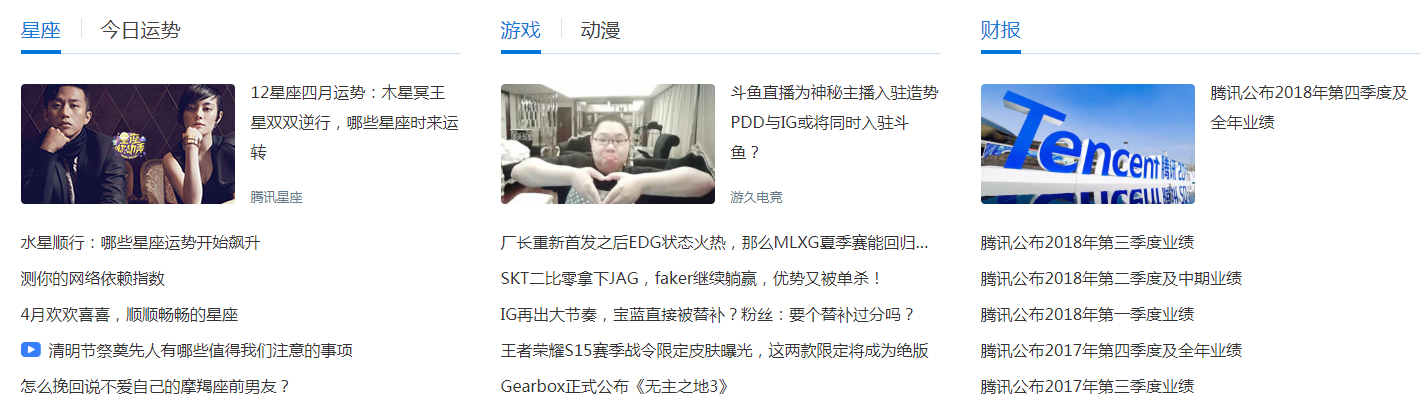 星座
今日运势
12星座四月运势：木星冥王
星双双逆行，哪些星座时来运
转
腾讯星座
水星顺行：哪些星座运势开始飙升
测你的网络依赖指数
4月欢欢喜喜，顺顺畅畅的星座
清明节祭奠先人有哪些值得我们注意的事项
怎么挽回说不爱自己的摩羯座前男友？
游戏
动漫
斗鱼直播为神秘主播入驻造势
PDD与IG或将同时入驻斗
鱼？
游久电竞
厂长重新首发之后EDG状态火热，那么MLXG夏季赛能回归...
SKT二比零拿下JAG，faker继续躺赢，优势又被单杀！
IG再出大节奏，宝蓝直接被替补？粉丝：要个替补过分吗？
王者荣耀S15赛季战令限定皮肤曝光，这两款限定将成为绝版
Gearbox正式公布《无主之地3》
财报
Tencent 腾讯
腾讯公布2018年第四季度及
全年业绩
腾讯公布2018年第三季度业绩
腾讯公布2018年第二季度及中期业绩
腾讯公布2018年第一季度业绩
腾讯公布2017年第四季度及全年业绩
腾讯公布2017年第三季度业绩